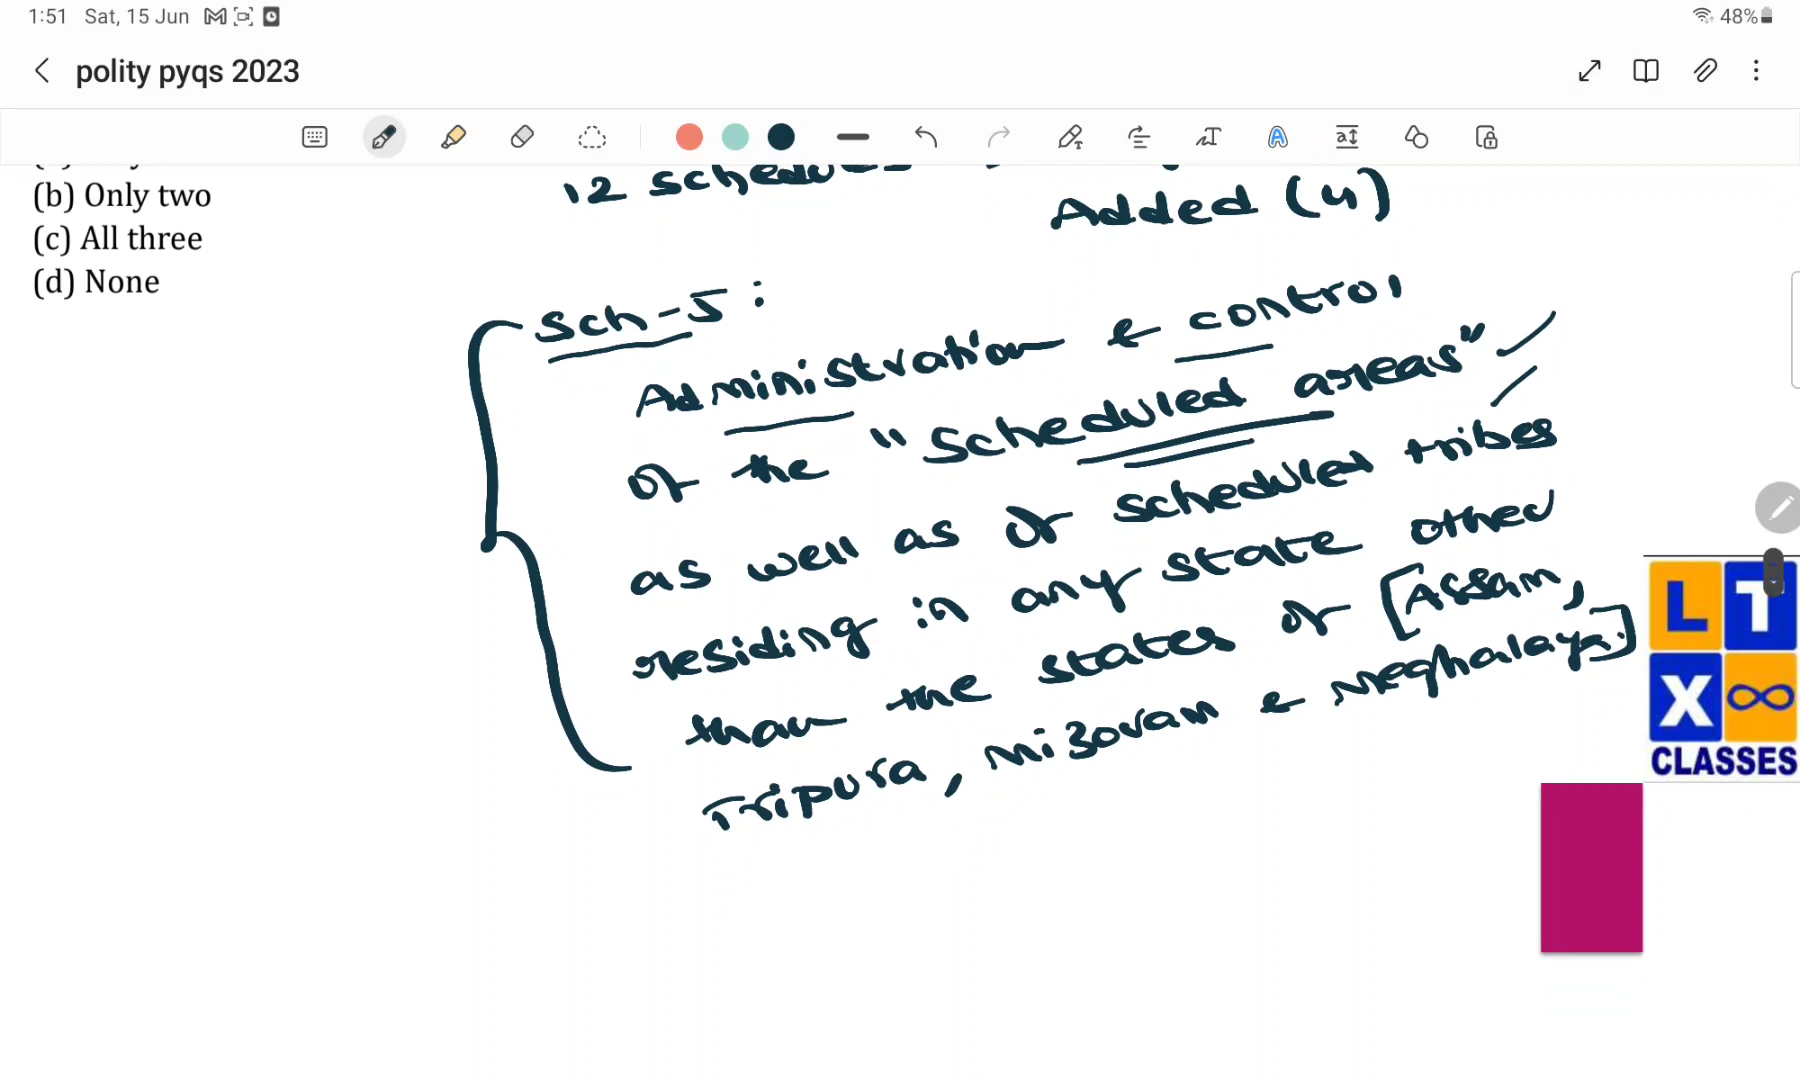 1:51 Sat, 15 Jun
48%
polity pyqs 2023
12 schedules
Added (4)
(b) Only two
(c) All three
(d) None
Sch-5:
Administration & control
of the "Scheduled areas"
as well as of scheduled tribes
residing in any state other
than the states of [Assam,
Tripura, Mizoram & Meghalaya.]
L T
X ∞
CLASSES